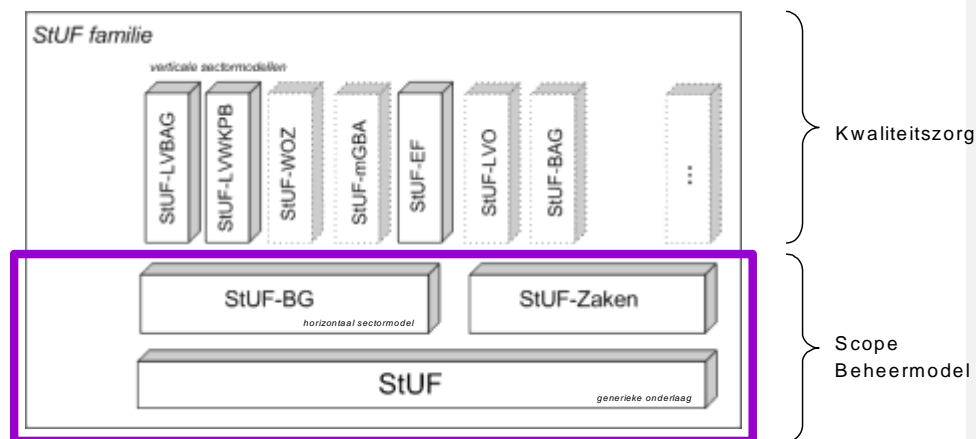 StUF familie
verticale sectormodellen
StUF-LVBAG
StUF-LVWKPB
StUF-WOZ
StUF-mGBA
StUF-EF
StUF-LVO
StUF-BAG
...
Kwaliteitszorg
StUF-BG
horizontaal sectormodel
StUF-Zaken
StUF
generieke onderlaag
Scope
Beheermodel